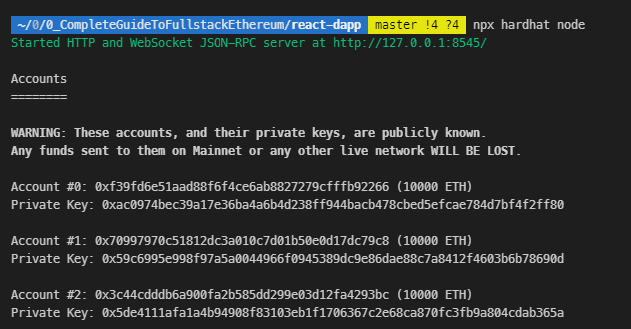 ~/0/0_CompleteGuideToFullstackEthereum/react-dapp master !4 ?4 npx hardhat node
Started HTTP and WebSocket JSON-RPC server at http://127.0.0.1:8545/
Accounts
========
WARNING: These accounts, and their private keys, are publicly known.
Any funds sent to them on Mainnet or any other live network WILL BE LOST.
Account #0: 0xf39fd6e51aad88f6f4ce6ab8827279cfffb92266 (10000 ETH)
Private Key: 0xac0974bec39a17e36ba4a6b4d238ff944bacb478cbed5efcae784d7bf4f2ff80
Account #1: 0x70997970c51812dc3a010c7d01b50e0d17dc79c8 (10000 ETH)
Private Key: 0x59c6995e998f97a5a0044966f0945389dc9e86dae88c7a8412f4603b6b78690d
Account #2: 0x3c44cdddb6a900fa2b585dd299e03d12fa4293bc (10000 ETH)
Private Key: 0x5de4111afa1a4b94908f83103eb1f1706367c2e68ca870fc3fb9a804cdab365a